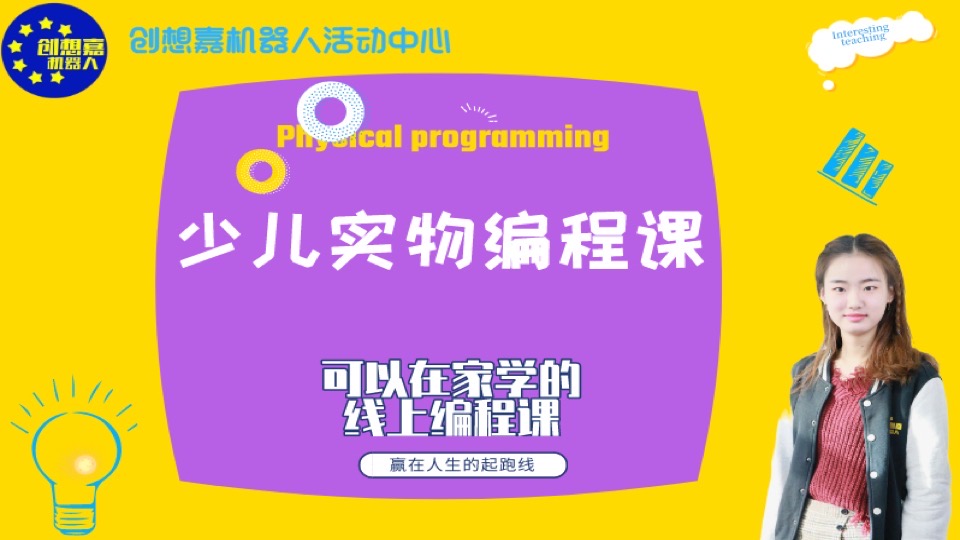 创想嘉
机器人
创想嘉机器人活动中心
Interesting
teaching
Physical programming
少儿实物编程课
可以在家学的
线上编程课
赢在人生的起跑线